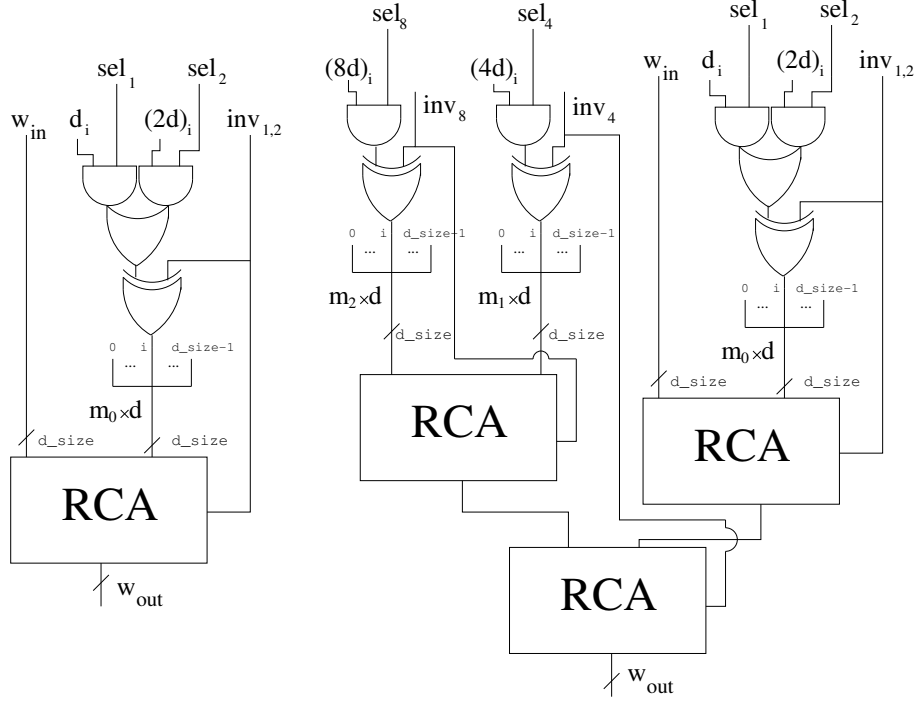 sel₁ sel₂
w_in d_i (2d)_i inv₁,₂
0 i d_size-1
... ...
m₀×d
d_size d_size
RCA
w_out
sel₈ sel₄
(8d)_i (4d)_i
inv₈ inv₄
0 i d_size-1 0 i d_size-1
... ... ... ...
m₂×d m₁×d
d_size d_size
RCA
sel₁ sel₂
w_in d_i (2d)_i inv₁,₂
0 i d_size-1
... ...
m₀×d
d_size d_size
RCA
RCA
w_out